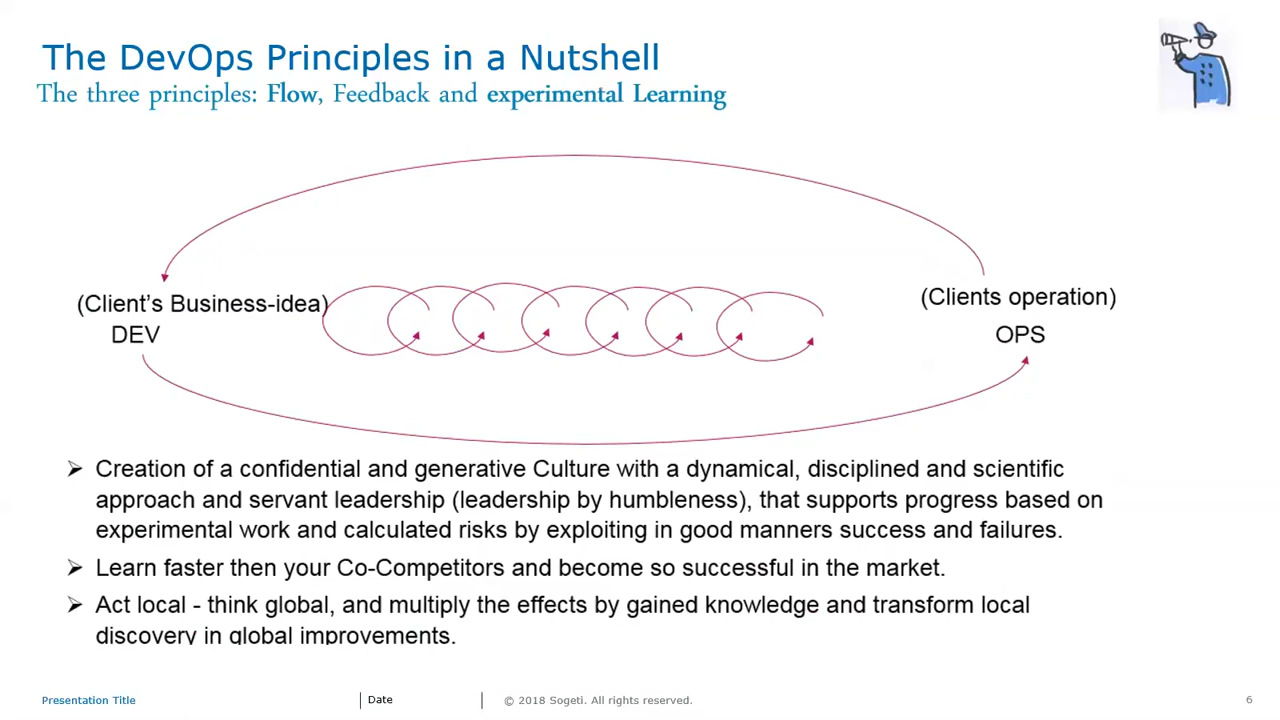 The DevOps Principles in a Nutshell
The three principles: Flow, Feedback and experimental Learning
(Client's Business-idea)
DEV
(Clients operation)
OPS
➢ Creation of a confidential and generative Culture with a dynamical, disciplined and scientific
approach and servant leadership (leadership by humbleness), that supports progress based on
experimental work and calculated risks by exploiting in good manners success and failures.
➢ Learn faster then your Co-Competitors and become so successful in the market.
➢ Act local - think global, and multiply the effects by gained knowledge and transform local
discovery in global improvements.
Presentation Title
Date
© 2018 Sogeti. All rights reserved.
6